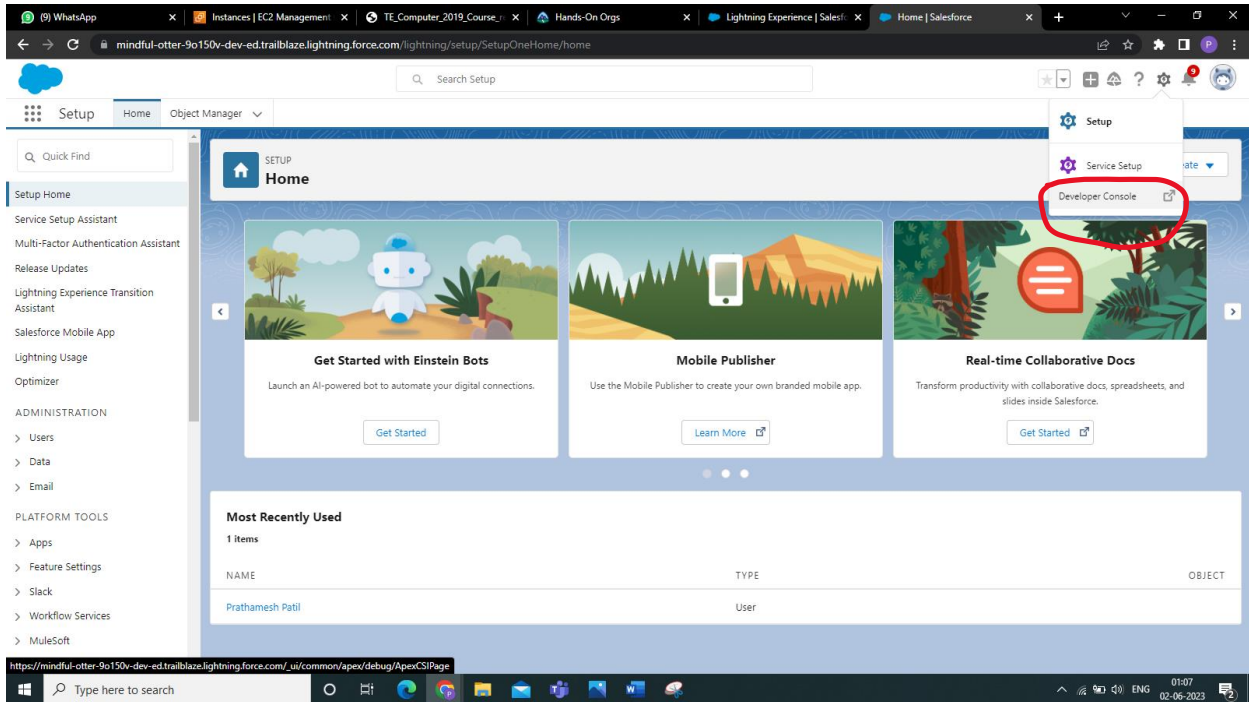 (9) WhatsApp
Instances | EC2 Management
TE_Computer_2019_Course_r
Hands-On Orgs
Lightning Experience | Salesfo
Home | Salesforce
mindful-otter-9o150v-dev-ed.trailblaze.lightning.force.com/lightning/setup/SetupOneHome/home
P
Search Setup
9
Setup
Home
Object Manager
Setup
Service Setup
Developer Console
Quick Find
Setup Home
Service Setup Assistant
Multi-Factor Authentication Assistant
Release Updates
Lightning Experience Transition
Assistant
Salesforce Mobile App
Lightning Usage
Optimizer
ADMINISTRATION
Users
Data
Email
PLATFORM TOOLS
Apps
Feature Settings
Slack
Workflow Services
MuleSoft
SETUP
Home
ate
Get Started with Einstein Bots
Launch an AI-powered bot to automate your digital connections.
Get Started
Mobile Publisher
Use the Mobile Publisher to create your own branded mobile app.
Learn More
Real-time Collaborative Docs
Transform productivity with collaborative docs, spreadsheets, and
slides inside Salesforce.
Get Started
Most Recently Used
1 items
NAME TYPE OBJECT
Prathamesh Patil User
https://mindful-otter-9o150v-dev-ed.trailblaze.lightning.force.com/_ui/common/apex/debug/ApexCSIPage
Type here to search
ENG
01:07
02-06-2023
2